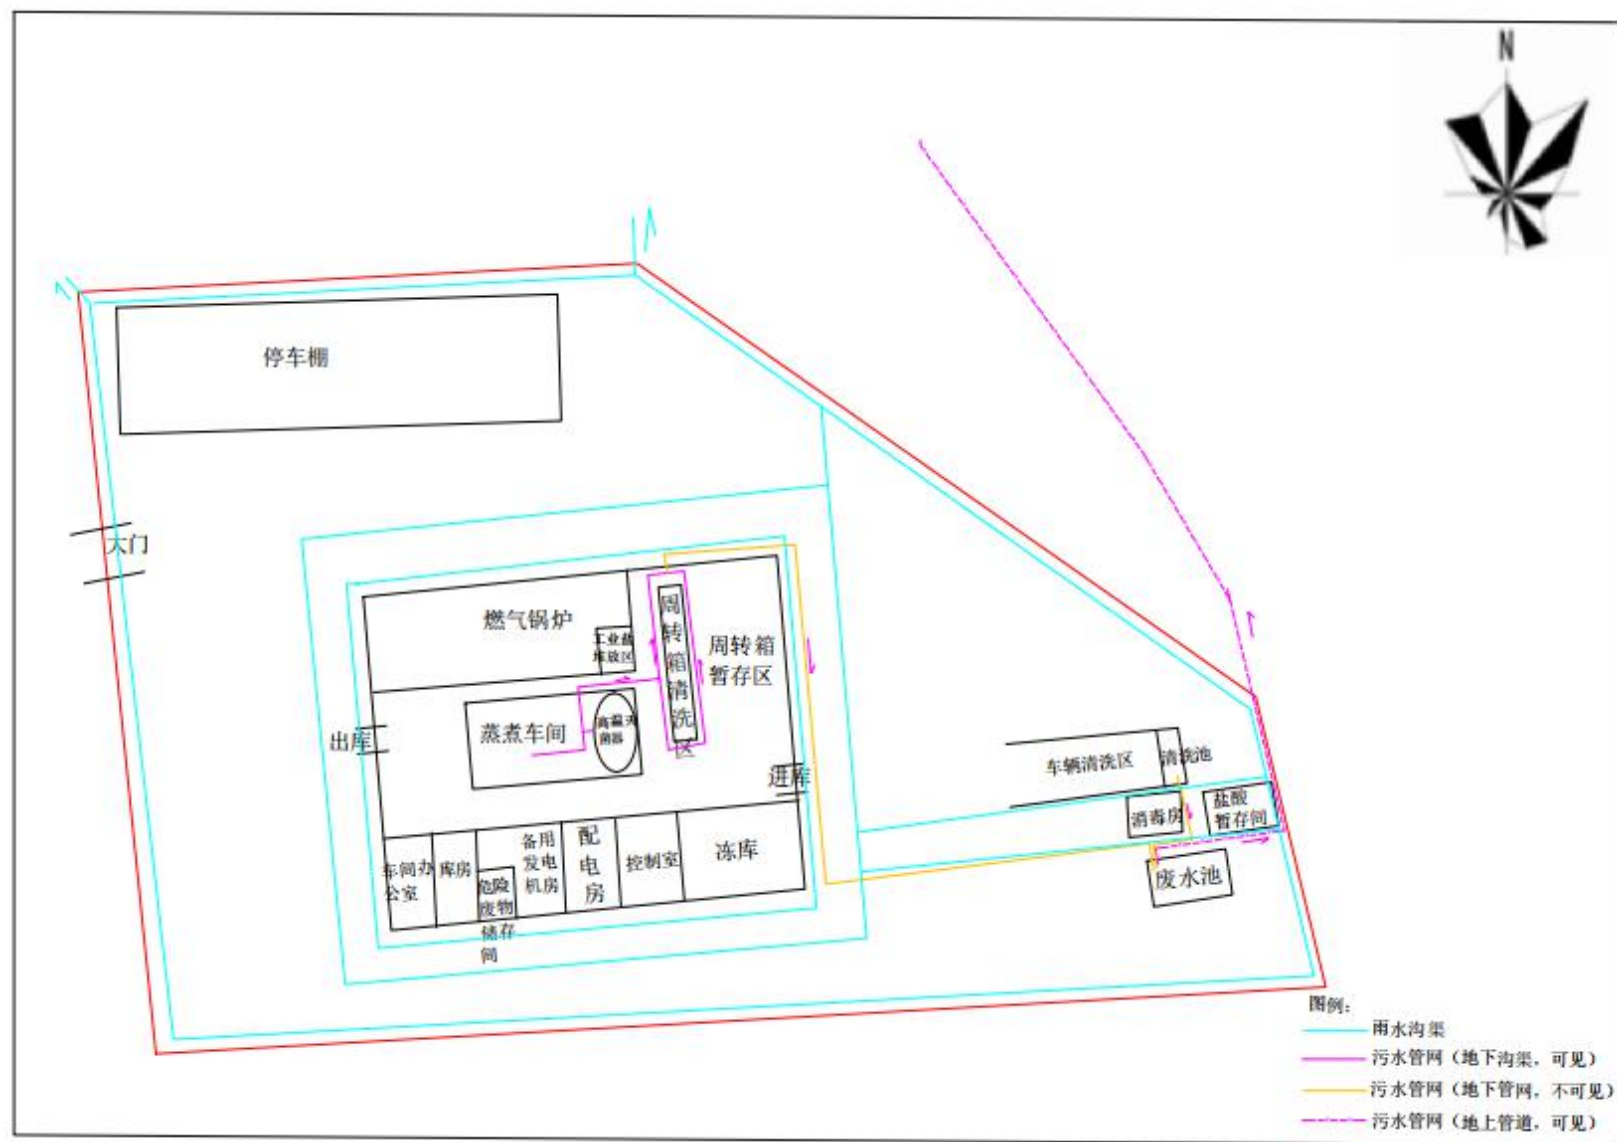 N
停车棚
大门
燃气锅炉
工业盐
堆放区
周转箱清洗区
周转箱
暂存区
出库
蒸煮车间
高温灭
菌器
进库
车辆清洗区
清洗池
消毒房
盐酸
暂存间
废水池
车间办
公室
库房
危险
废物
储存
间
备用
发电
机房
配电房
控制室
冻库
图例:
雨水沟渠
污水管网（地下沟渠，可见）
污水管网（地下管网，不可见）
污水管网（地上管道，可见）